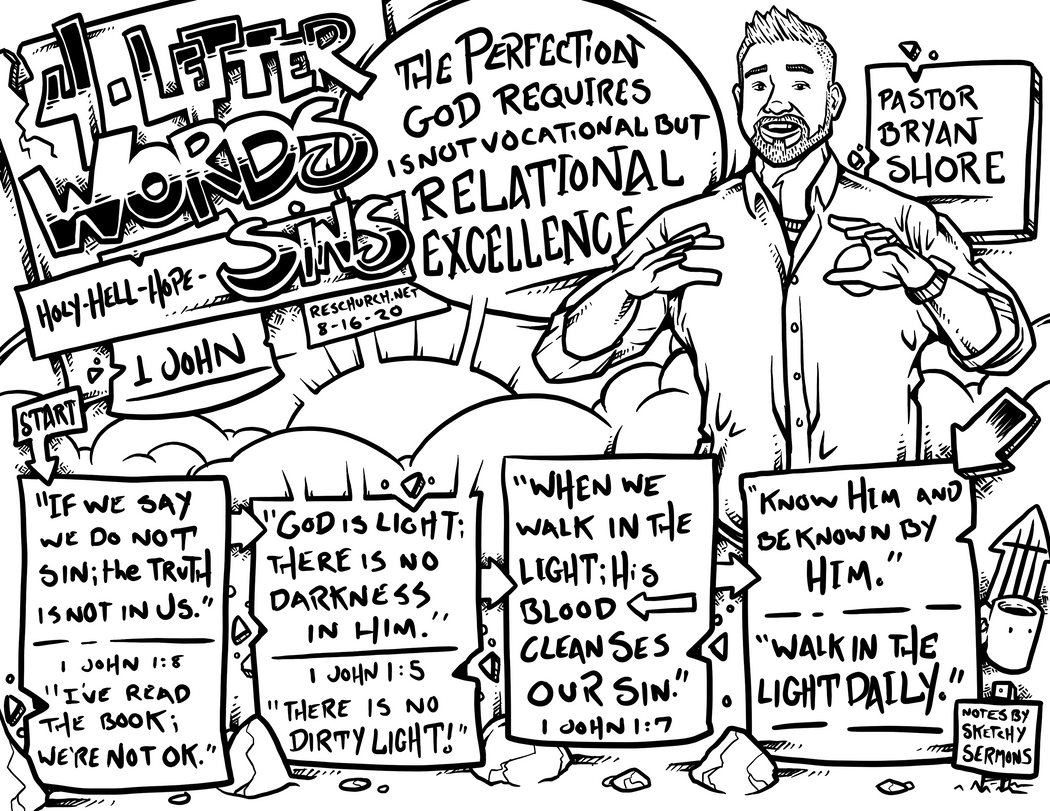 4-LETTER
WORDS
SINS
HOLY-HELL-HOPE-
RESCHURCH.NET
8-16-20
1 JOHN
THE PERFECTION
GOD REQUIRES
IS NOT VOCATIONAL BUT
RELATIONAL
EXCELLENCE
PASTOR
BRYAN
SHORE
START
"IF WE SAY
WE DO NOT
SIN; the TRUTH
IS NOT IN US."
1 JOHN 1:8
"I'VE READ
THE BOOK;
WE'RE NOT OK."
"GOD IS LIGHT;
THERE IS NO
DARKNESS
IN HIM."
1 JOHN 1:5
"THERE IS NO
DIRTY LIGHT!"
"WHEN WE
WALK IN THE
LIGHT; HiS
BLOOD
CLEANSES
OUR SIN."
1 JOHN 1:7
"KNOW HIM AND
BE KNOWN BY
HIM."
"WALK IN THE
LIGHT DAILY."
NOTES BY
SKETCHY
SERMONS